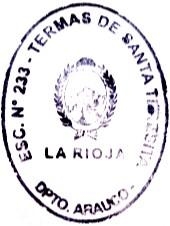 ESC. N° 233 - TERMAS DE SANTA TERESITA
LA RIOJA
DPTO. ARAUCO -